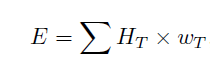 E = ∑ H_T × w_T